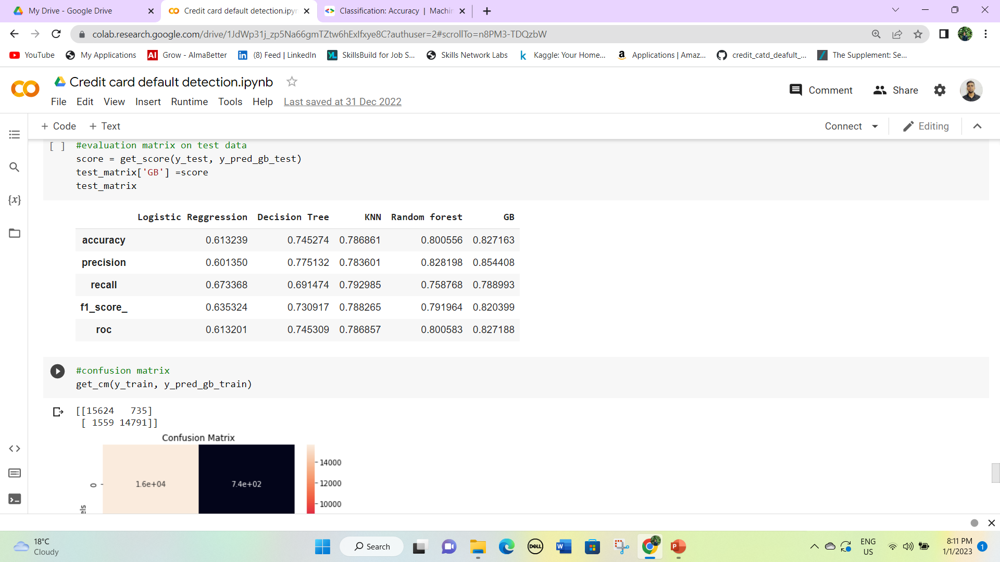 My Drive - Google Drive
Credit card default detection.ipyn
Classification: Accuracy | Machin
colab.research.google.com/drive/1JdWp31j_zp5Na66gmTZtw6hExIfxye8C?authuser=2#scrollTo=n8PM3-TDQzbW
YouTube
My Applications
AI
Grow - AlmaBetter
in
(8) Feed | LinkedIn
SkillsBuild for Job S...
Skills Network Labs
k
Kaggle: Your Home...
a
Applications | Amaz...
credit_catd_deafult_...
The Supplement: Se...
Credit card default detection.ipynb
Comment
Share
File Edit View Insert Runtime Tools Help Last saved at 31 Dec 2022
+ Code + Text
Connect
Editing
[ ] #evaluation matrix on test data
score = get_score(y_test, y_pred_gb_test)
test_matrix['GB'] =score
test_matrix
{x}
Logistic Reggression Decision Tree KNN Random forest GB
accuracy 0.613239 0.745274 0.786861 0.800556 0.827163
precision 0.601350 0.775132 0.783601 0.828198 0.854408
recall 0.673368 0.691474 0.792985 0.758768 0.788993
f1_score_ 0.635324 0.730917 0.788265 0.791964 0.820399
roc 0.613201 0.745309 0.786857 0.800583 0.827188
#confusion matrix
get_cm(y_train, y_pred_gb_train)
[[15624 735]
[ 1559 14791]]
Confusion Matrix
14000
12000
10000
0
1.6e+04
7.4e+02
els
18°C
Cloudy
Search
DELL
W
P
ENG
US
8:11 PM
1/1/2023
1